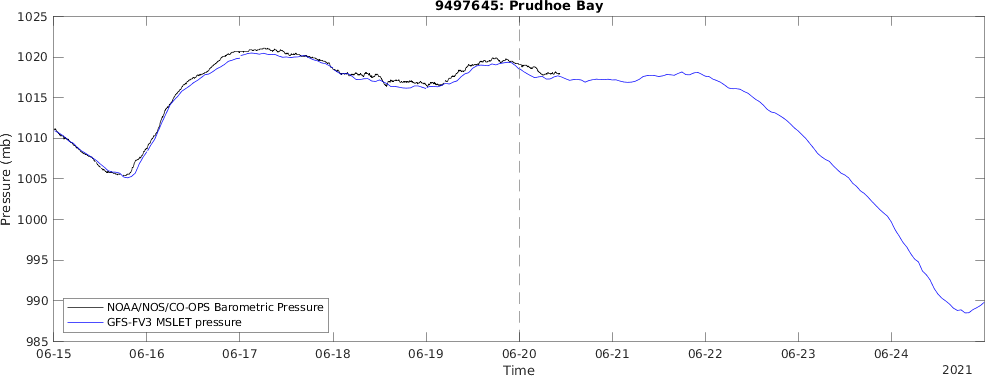 9497645: Prudhoe Bay
1025
1020
1015
1010
1005
1000
995
990
985
Pressure (mb)
NOAA/NOS/CO-OPS Barometric Pressure
GFS-FV3 MSLET pressure
06-15 06-16 06-17 06-18 06-19 06-20 06-21 06-22 06-23 06-24
Time
2021